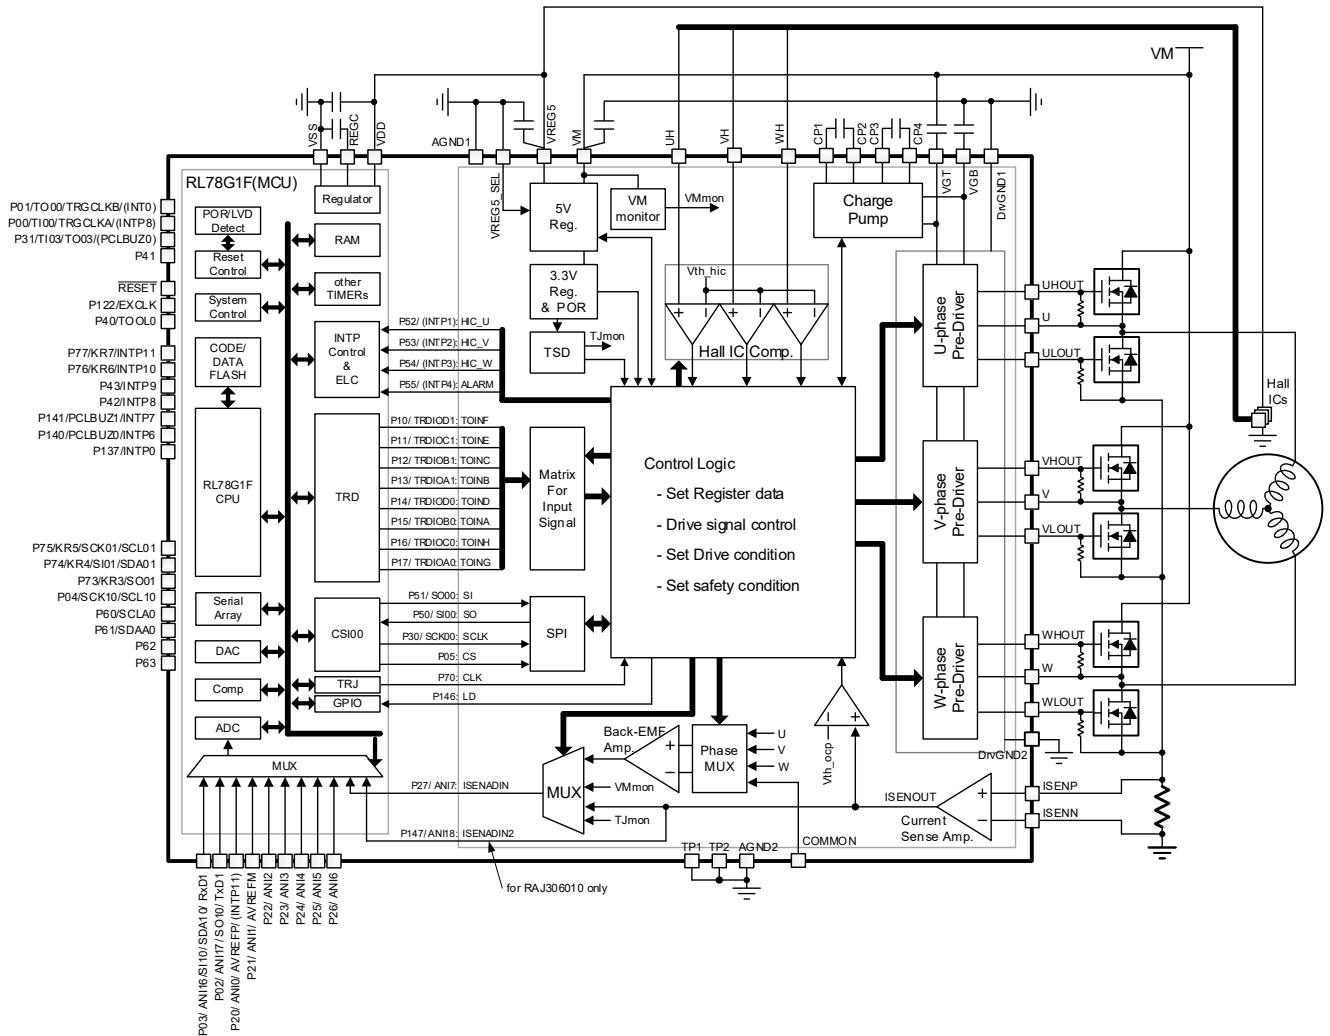 VM
VSS
REGC
VDD
AGND1
VREG5_SEL
VREG5
VM
UH
VH
WH
CP1
CP2
CP3
CP4
VGT
VGB
DrvGND1
RL78G1F(MCU)
Regulator
POR/LVD
Detect
Reset
Control
System
Control
CODE/
DATA
FLASH
RL78G1F
CPU
Serial
Array
DAC
Comp
ADC
MUX
RAM
other
TIMERs
INTP
Control
&
ELC
TRD
CSI00
TRJ
GPIO
P01/TO00/TRGCLKB/(INT0)
P00/TI00/TRGCLKA/(INTP8)
P31/TI03/TO03/(PCLBUZ0)
P41
RESET
P122/EXCLK
P40/TOOL0
P77/KR7/INTP11
P76/KR6/INTP10
P43/INTP9
P42/INTP8
P141/PCLBUZ1/INTP7
P140/PCLBUZ0/INTP6
P137/INTP0
P75/KR5/SCK01/SCL01
P74/KR4/SI01/SDA01
P73/KR3/SO01
P04/SCK10/SCL10
P60/SCLA0
P61/SDAA0
P62
P63
5V
Reg.
VM
monitor
VMmon
3.3V
Reg.
& POR
TSD
TJmon
Charge
Pump
Vth_hic
Hall IC Comp.
P52/ (INTP1): HIC_U
P53/ (INTP2): HIC_V
P54/ (INTP3): HIC_W
P55/ (INTP4): ALARM
P10/ TRDIOD1: TOINF
P11/ TRDIOC1: TOINE
P12/ TRDIOB1: TOINC
P13/ TRDIOA1: TOINB
P14/ TRDIOD0: TOIND
P15/ TRDIOB0: TOINA
P16/ TRDIOC0: TOINH
P17/ TRDIOA0: TOING
P51/ SO00: SI
P50/ SI00: SO
P30/ SCK00: SCLK
P05: CS
P70: CLK
P146: LD
Matrix
For
Input
Signal
SPI
Control Logic
- Set Register data
- Drive signal control
- Set Drive condition
- Set safety condition
U-phase
Pre-Driver
V-phase
Pre-Driver
W-phase
Pre-Driver
UHOUT
U
ULOUT
VHOUT
V
VLOUT
WHOUT
W
WLOUT
DrvGND2
Hall
ICs
ISENP
ISENN
Back-EMF
Amp.
Phase
MUX
U
V
W
Vth_ocp
MUX
VMmon
TJmon
ISENOUT
Current
Sense Amp.
P27/ ANI7: ISENADIN
P147/ ANI18: ISENADIN2
for RAJ306010 only
TP1
TP2
AGND2
COMMON
P03/ ANI16/SI10/SDA10/ RxD1
P02/ ANI17/ SO10/ TxD1
P20/ ANI0/ AVREFP/ (INTP11)
P21/ ANI1/ AVREFM
P22/ ANI2
P23/ ANI3
P24/ ANI4
P25/ ANI5
P26/ ANI6